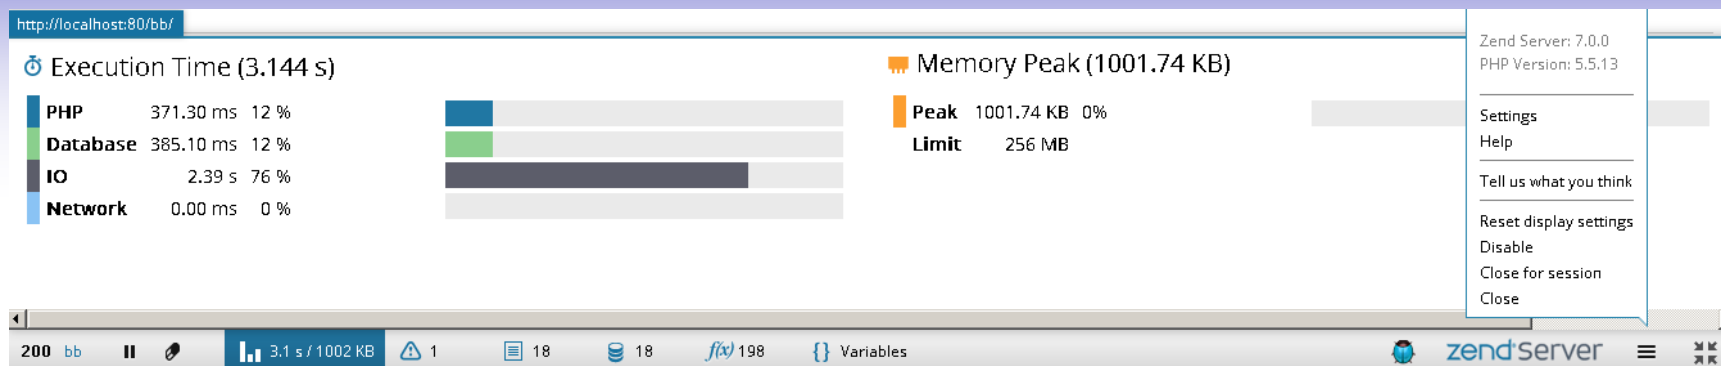 http://localhost:80/bb/
Execution Time (3.144 s)
PHP 371.30 ms 12 %
Database 385.10 ms 12 %
IO 2.39 s 76 %
Network 0.00 ms 0 %
Memory Peak (1001.74 KB)
Peak 1001.74 KB 0%
Limit 256 MB
Zend Server: 7.0.0
PHP Version: 5.5.13
Settings
Help
Tell us what you think
Reset display settings
Disable
Close for session
Close
200 bb 3.1 s / 1002 KB 1 18 18 f(x) 198 {} Variables zend Server